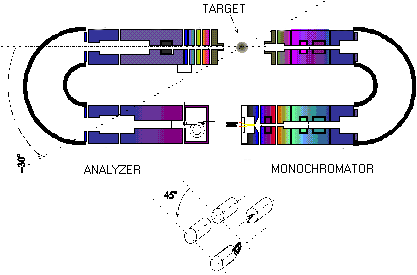 TARGET
~30°
ANALYZER
MONOCHROMATOR
45°